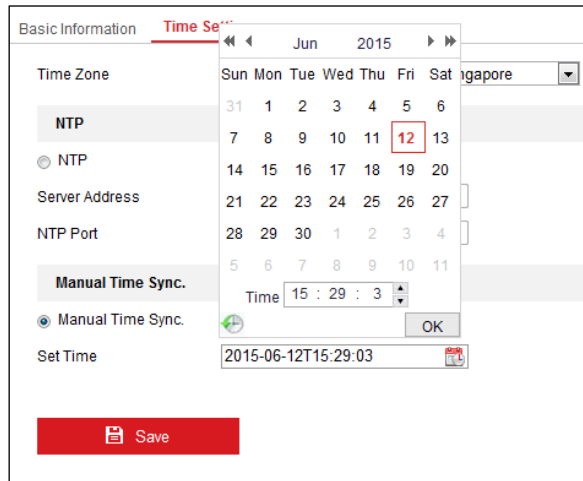 Basic Information Time Se
Jun 2015
Time Zone
Sun Mon Tue Wed Thu Fri Sat
ngapore
31 1 2 3 4 5 6
NTP
7 8 9 10 11 12 13
NTP
14 15 16 17 18 19 20
Server Address
21 22 23 24 25 26 27
NTP Port
28 29 30 1 2 3 4
5 6 7 8 9 10 11
Manual Time Sync.
Time 15 : 29 : 3
Manual Time Sync.
OK
Set Time
2015-06-12T15:29:03
Save